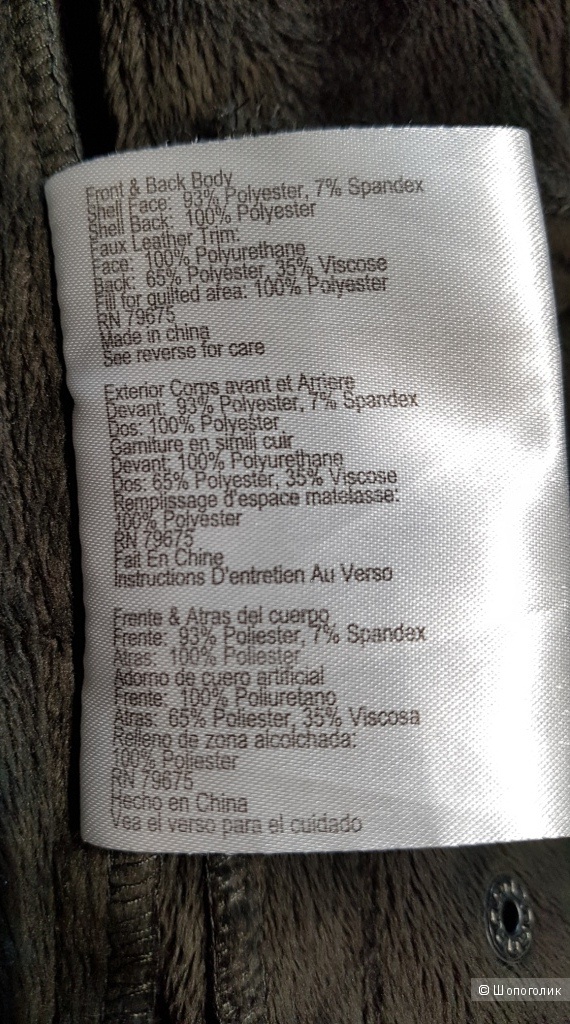 Front & Back Body
Shell Face: 93% Polyester, 7% Spandex
Shell Back: 100% Polyester
Faux Leather Trim:
Face: 100% Polyurethane
Back: 65% Polyester, 35% Viscose
Fill for quilted area: 100% Polyester
RN 79675
Made in china
See reverse for care
Exterior Corps avant et Arriere
Devant: 93% Polyester, 7% Spandex
Dos: 100% Polyester
Garniture en simili cuir
Devant: 100% Polyurethane
Dos: 65% Polyester, 35% Viscose
Remplissage d'espace matelasse:
100% Polyester
RN 79675
Fait En Chine
Instructions D'entretien Au Verso
Frente & Atras del cuerpo
Frente: 93% Poliester, 7% Spandex
Atras: 100% Poliester
Adorno de cuero artificial
Frente: 100% Poliuretano
Atras: 65% Poliester, 35% Viscosa
Relleno de zona alcolchada:
100% Poliester
RN 79675
Hecho en China
Vea el verso para el cuidado
© Шопоголик